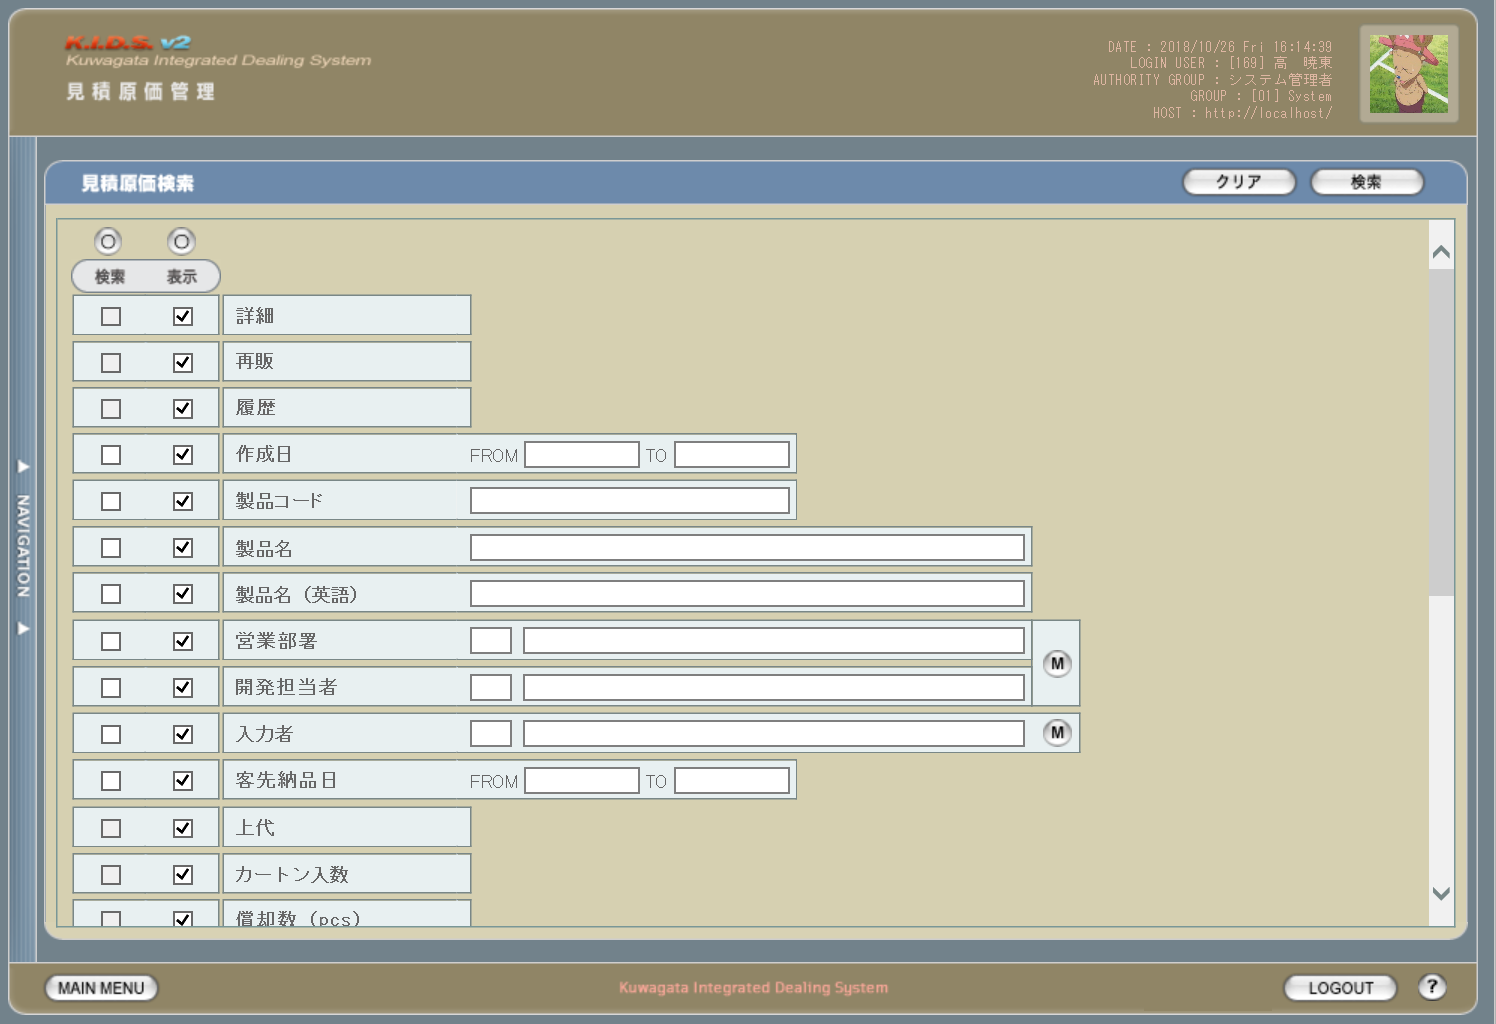 K.I.D.S. v2
Kuwagata Integrated Dealing System
見積原価管理
DATE : 2018/10/26 Fri 16:14:39
LOGIN USER : [169] 高 暁東
AUTHORITY GROUP : システム管理者
GROUP : [01] System
HOST : http://localhost/
見積原価検索
クリア
検索
検索 表示
詳細
再販
履歴
作成日 FROM TO
製品コード
製品名
製品名（英語）
営業部署
M
開発担当者
入力者 M
客先納品日 FROM TO
上代
カートン入数
償却数（pcs）
NAVIGATION
MAIN MENU
Kuwagata Integrated Dealing System
LOGOUT
?